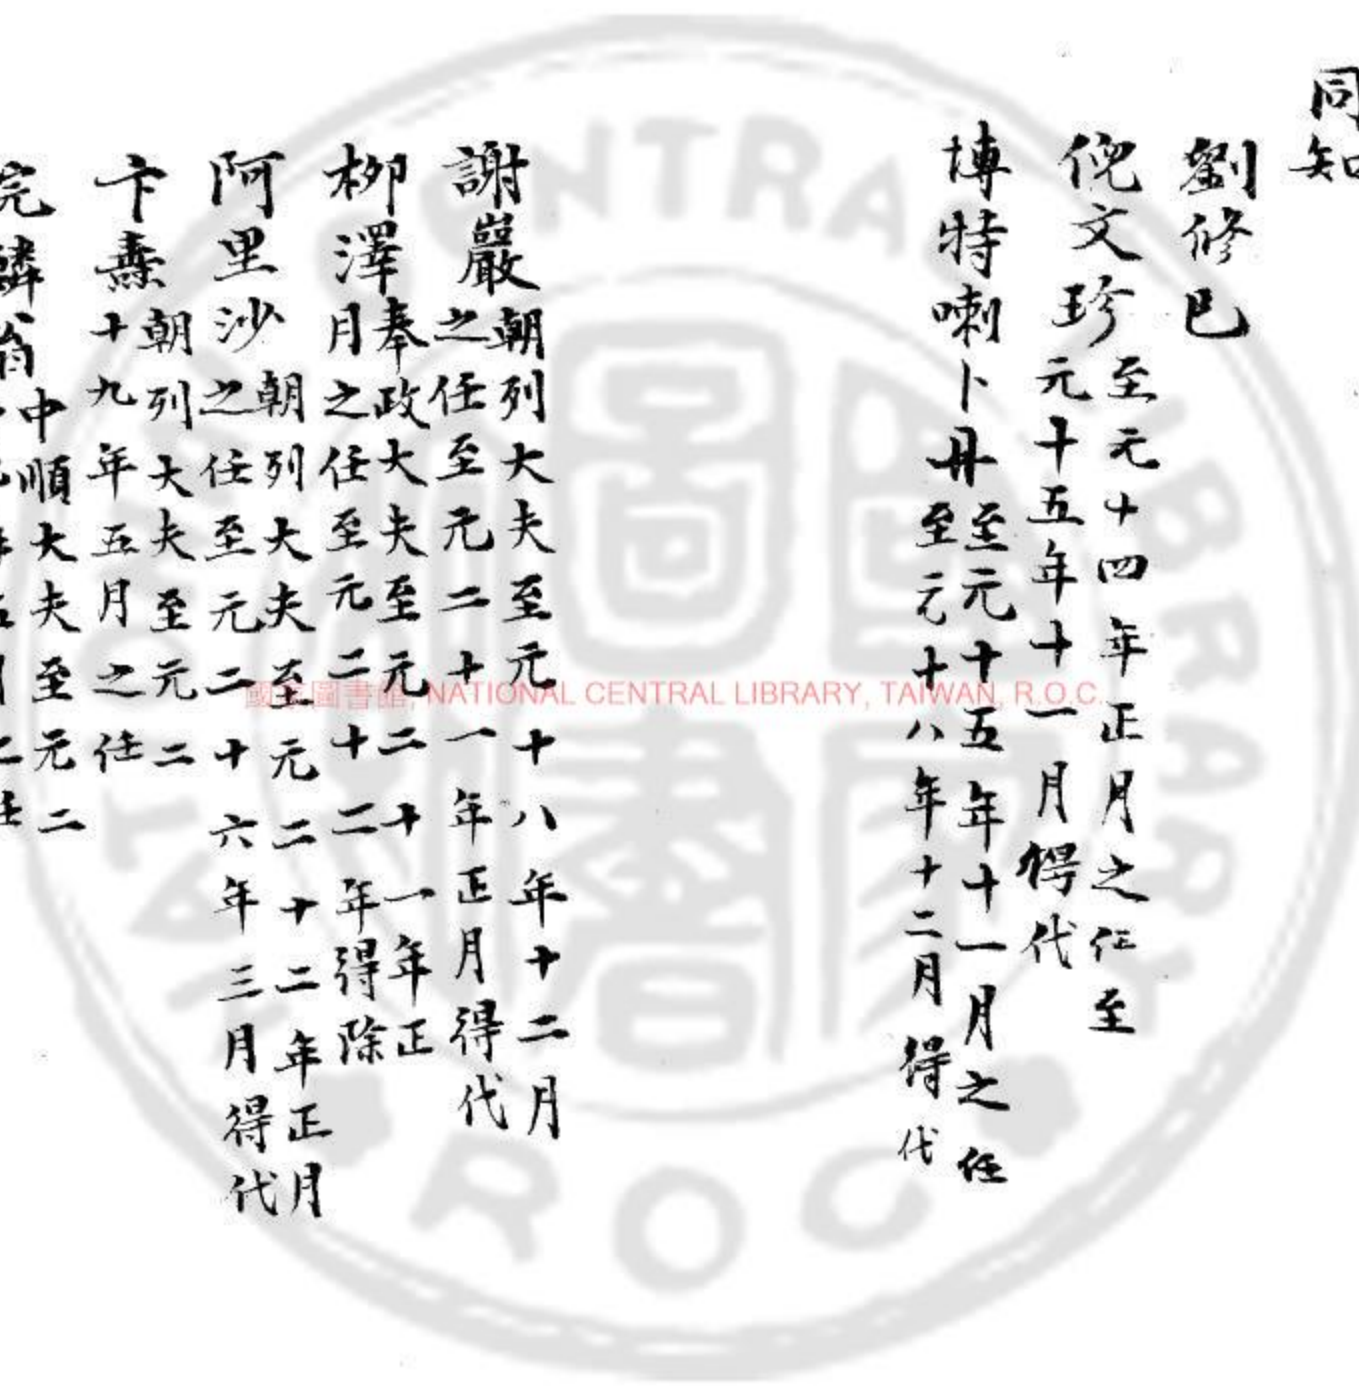 同知
劉修已
倪文珍至元十四年正月之任至
元十五年十一月得代
博特喇卜丹至元十五年十一月之任
至元十八年十二月得代
謝巖朝列大夫至元十八年十二月
之任至元二十一年正月得代
柳澤奉政大夫至元二十一年正
月之任至元二十二年得除
阿里沙朝列大夫至元二十二年正月
之任至元二十六年三月得代
卞燾朝列大夫至元二
十九年五月之任
中順大夫至元二
國家圖書館, NATIONAL CENTRAL LIBRARY, TAIWAN, R.O.C.
圖書